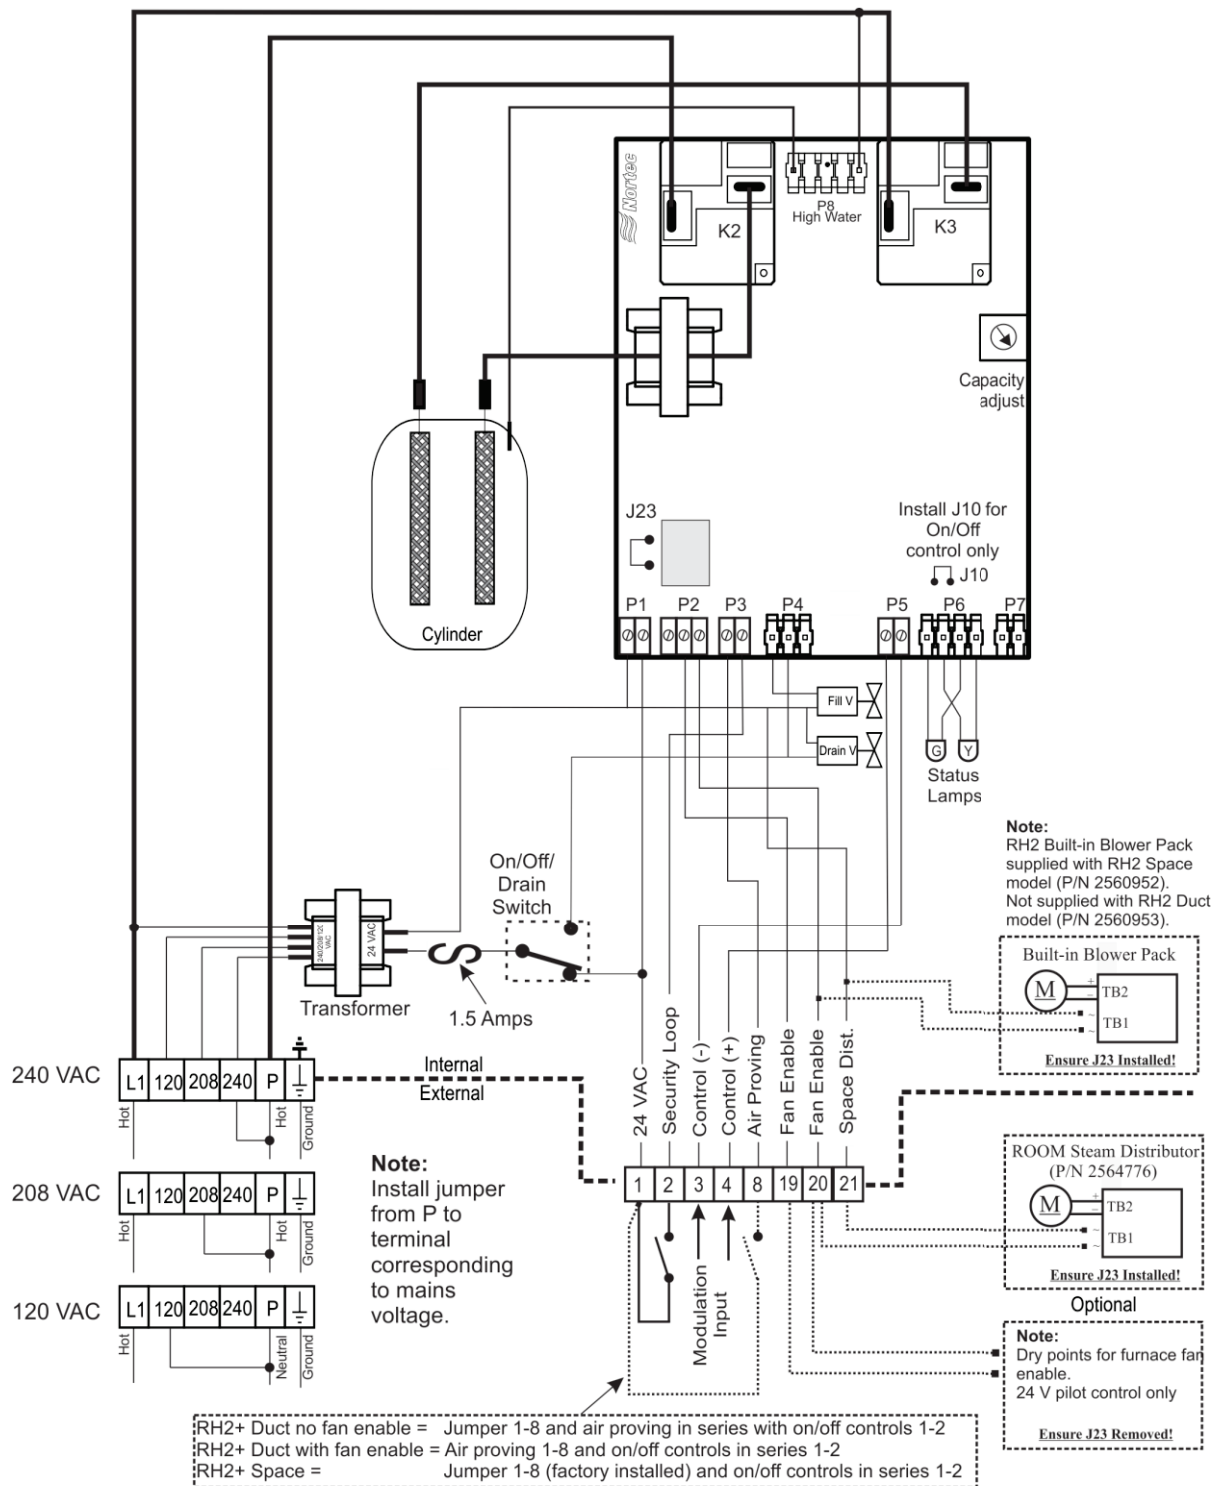 Nortec
K2
P8
High Water
K3
Capacity
adjust
J23
Install J10 for
On/Off
control only
J10
P1
P2
P3
P4
P5
P6
P7
Cylinder
Fill V
Drain V
G
Y
Status
Lamps
On/Off/
Drain
Switch
240/208/120
VAC
24 VAC
Transformer
1.5 Amps
Note:
RH2 Built-in Blower Pack
supplied with RH2 Space
model (P/N 2560952).
Not supplied with RH2 Duct
model (P/N 2560953).
Built-in Blower Pack
M
+
−
TB2
~
TB1
~
Ensure J23 Installed!
Internal
External
24 VAC
Security Loop
Control (-)
Control (+)
Air Proving
Fan Enable
Fan Enable
Space Dist.
1 2 3 4 8 19 20 21
Modulation
Input
240 VAC
L1 120 208 240 P
Hot
Hot
Ground
208 VAC
L1 120 208 240 P
Hot
Hot
Ground
120 VAC
L1 120 208 240 P
Hot
Neutral
Ground
Note:
Install jumper
from P to
terminal
corresponding
to mains
voltage.
ROOM Steam Distributor
(P/N 2564776)
M
+
−
TB2
~
TB1
~
Ensure J23 Installed!
Optional
Note:
Dry points for furnace fan
enable.
24 V pilot control only
Ensure J23 Removed!
RH2+ Duct no fan enable = Jumper 1-8 and air proving in series with on/off controls 1-2
RH2+ Duct with fan enable = Air proving 1-8 and on/off controls in series 1-2
RH2+ Space = Jumper 1-8 (factory installed) and on/off controls in series 1-2